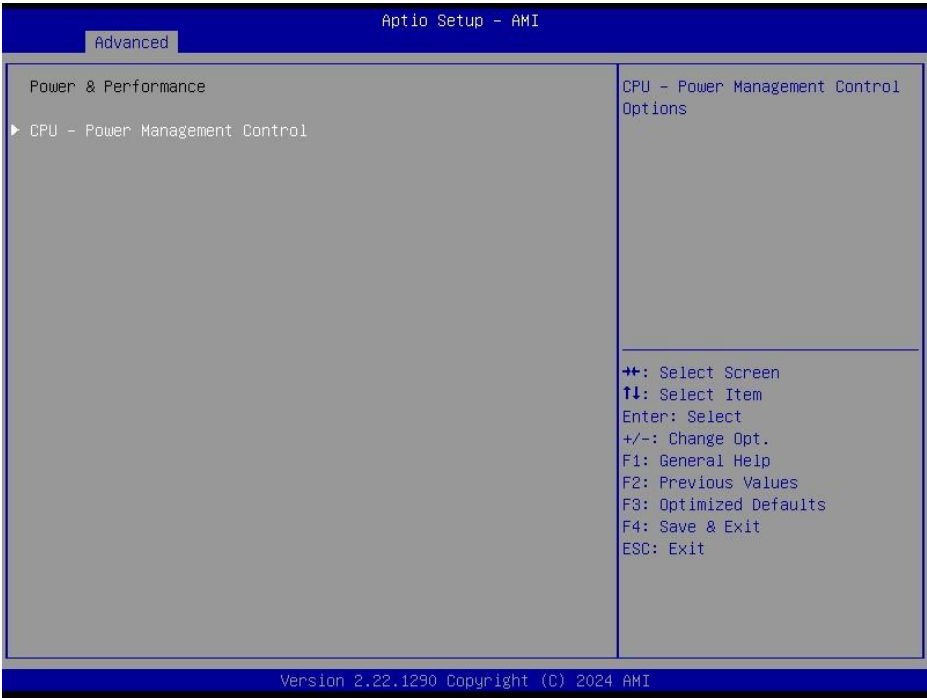 Aptio Setup - AMI
Advanced
Power & Performance
CPU - Power Management Control
CPU - Power Management Control
Options
→←: Select Screen
↑↓: Select Item
Enter: Select
+/-: Change Opt.
F1: General Help
F2: Previous Values
F3: Optimized Defaults
F4: Save & Exit
ESC: Exit
Version 2.22.1290 Copyright (C) 2024 AMI